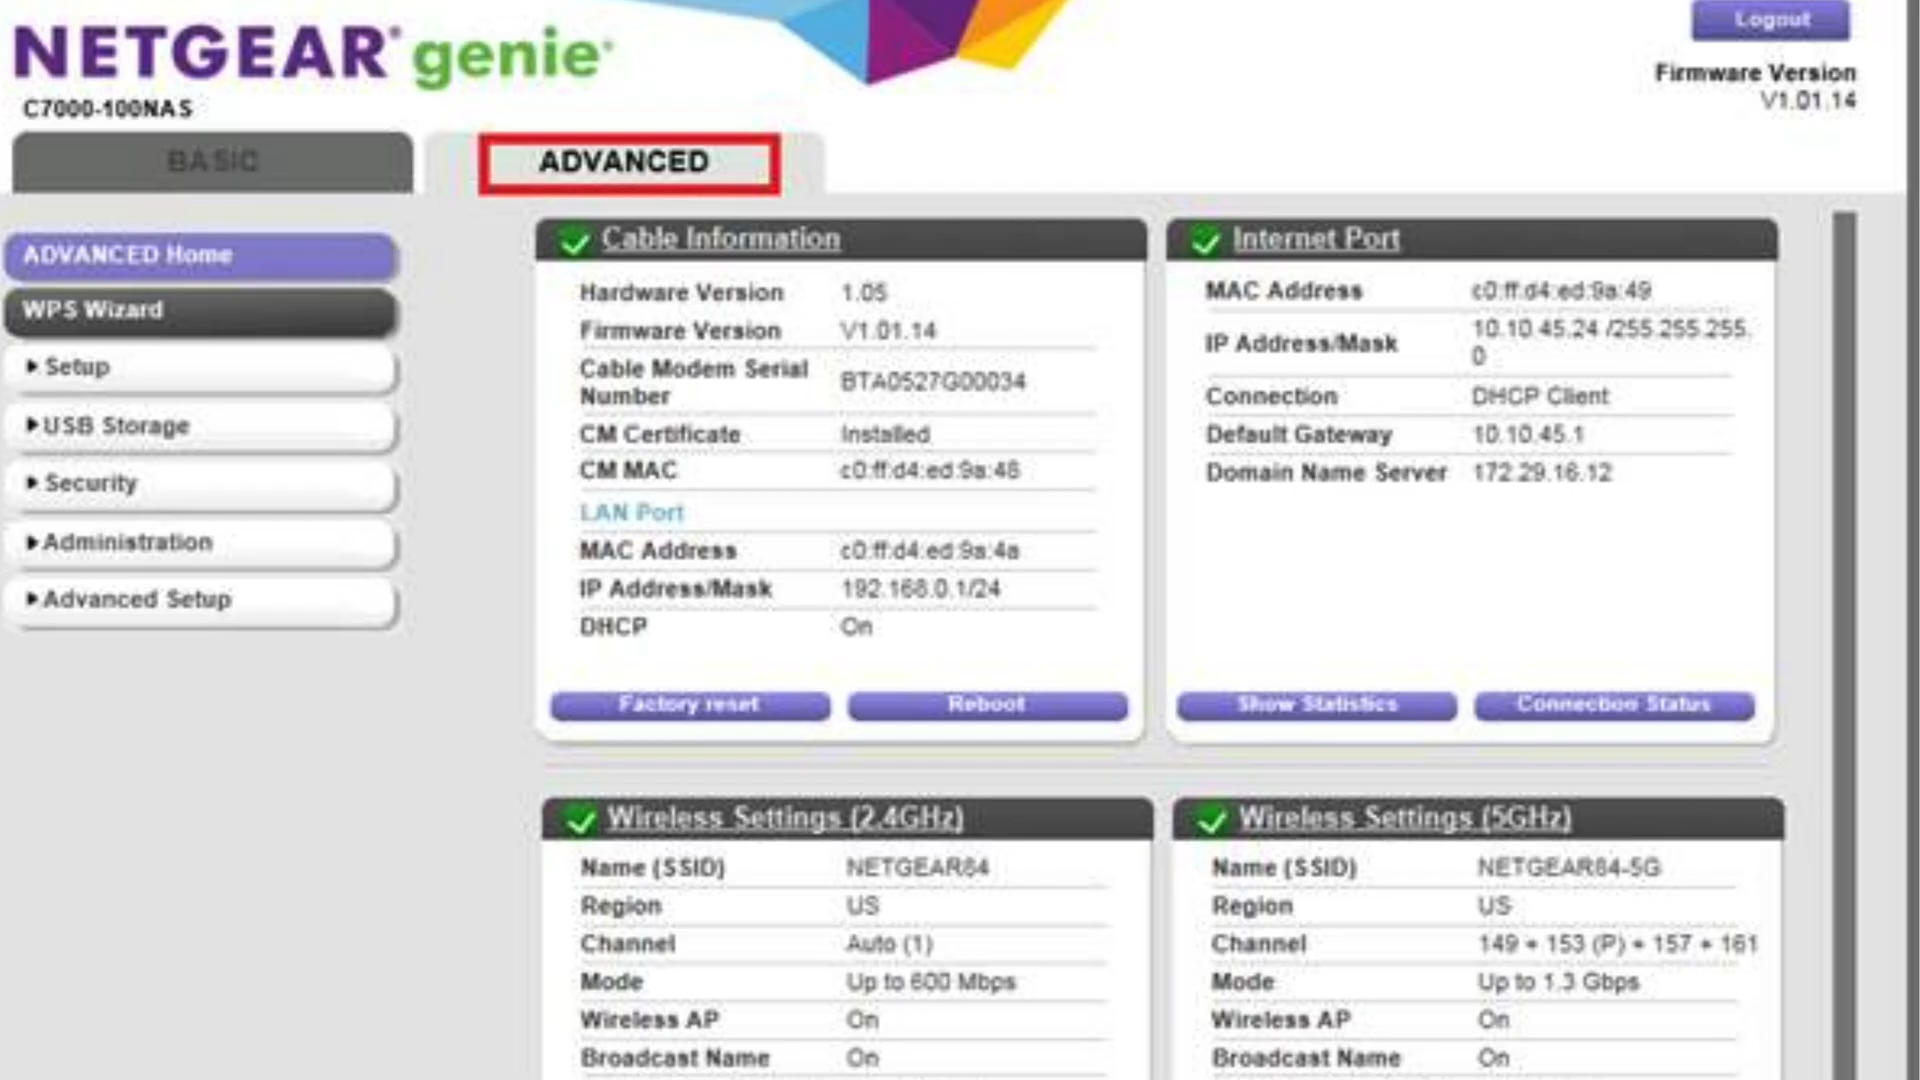 NETGEAR genie
Logout
Firmware Version
V1.01.14
C7000-100NAS
BASIC
ADVANCED
ADVANCED Home
WPS Wizard
Setup
USB Storage
Security
Administration
Advanced Setup
Cable Information
Hardware Version 1.05
Firmware Version V1.01.14
Cable Modem Serial
Number BTA0527G00034
CM Certificate Installed
CM MAC c0:ff:d4:ed:9a:48
LAN Port
MAC Address c0:ff:d4:ed:9a:4a
IP Address/Mask 192.168.0.1/24
DHCP On
Factory reset Reboot
Internet Port
MAC Address c0:ff:d4:ed:9a:49
IP Address/Mask 10.10.45.24 /255.255.255.
0
Connection DHCP Client
Default Gateway 10.10.45.1
Domain Name Server 172.29.16.12
Show Statistics Connection Status
Wireless Settings (2.4GHz)
Name (SSID) NETGEAR84
Region US
Channel Auto (1)
Mode Up to 600 Mbps
Wireless AP On
Broadcast Name On
Wireless Settings (5GHz)
Name (SSID) NETGEAR84-5G
Region US
Channel 149 + 153 (P) + 157 + 161
Mode Up to 1.3 Gbps
Wireless AP On
Broadcast Name On